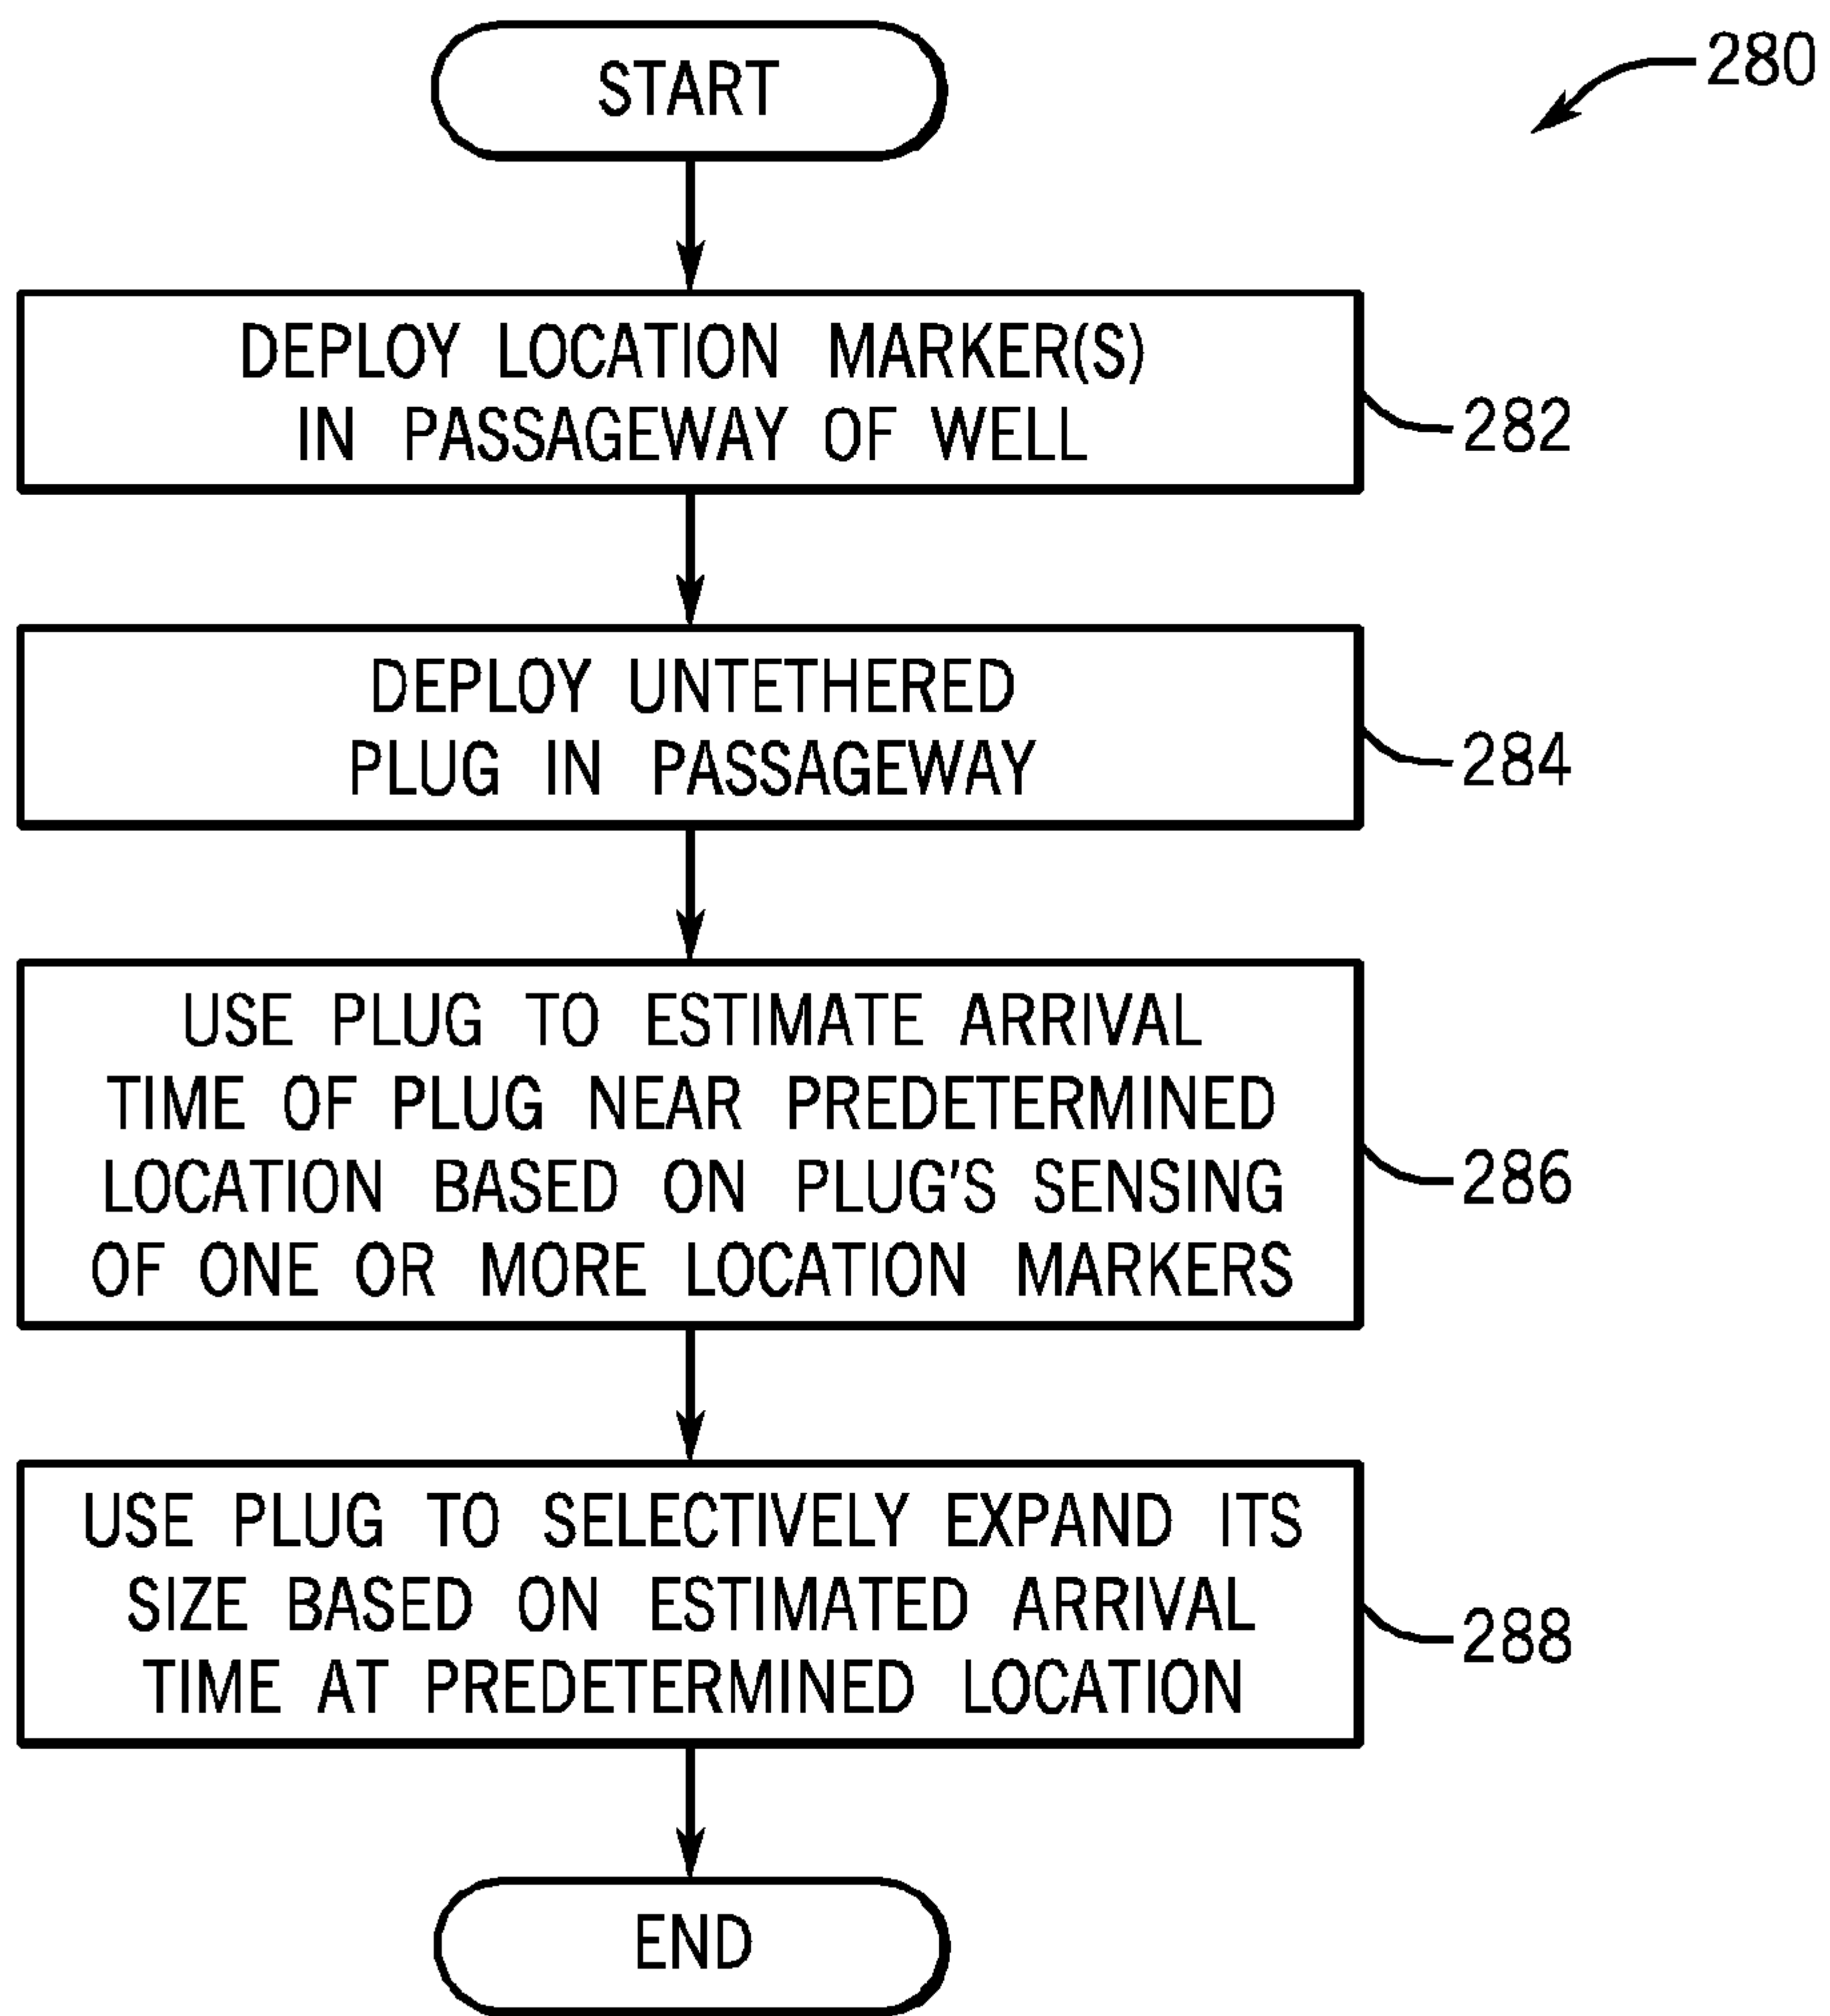 START
280
DEPLOY LOCATION MARKER(S)
IN PASSAGEWAY OF WELL
282
DEPLOY UNTETHERED
PLUG IN PASSAGEWAY
284
USE PLUG TO ESTIMATE ARRIVAL
TIME OF PLUG NEAR PREDETERMINED
LOCATION BASED ON PLUG'S SENSING
OF ONE OR MORE LOCATION MARKERS
286
USE PLUG TO SELECTIVELY EXPAND ITS
SIZE BASED ON ESTIMATED ARRIVAL
TIME AT PREDETERMINED LOCATION
288
END